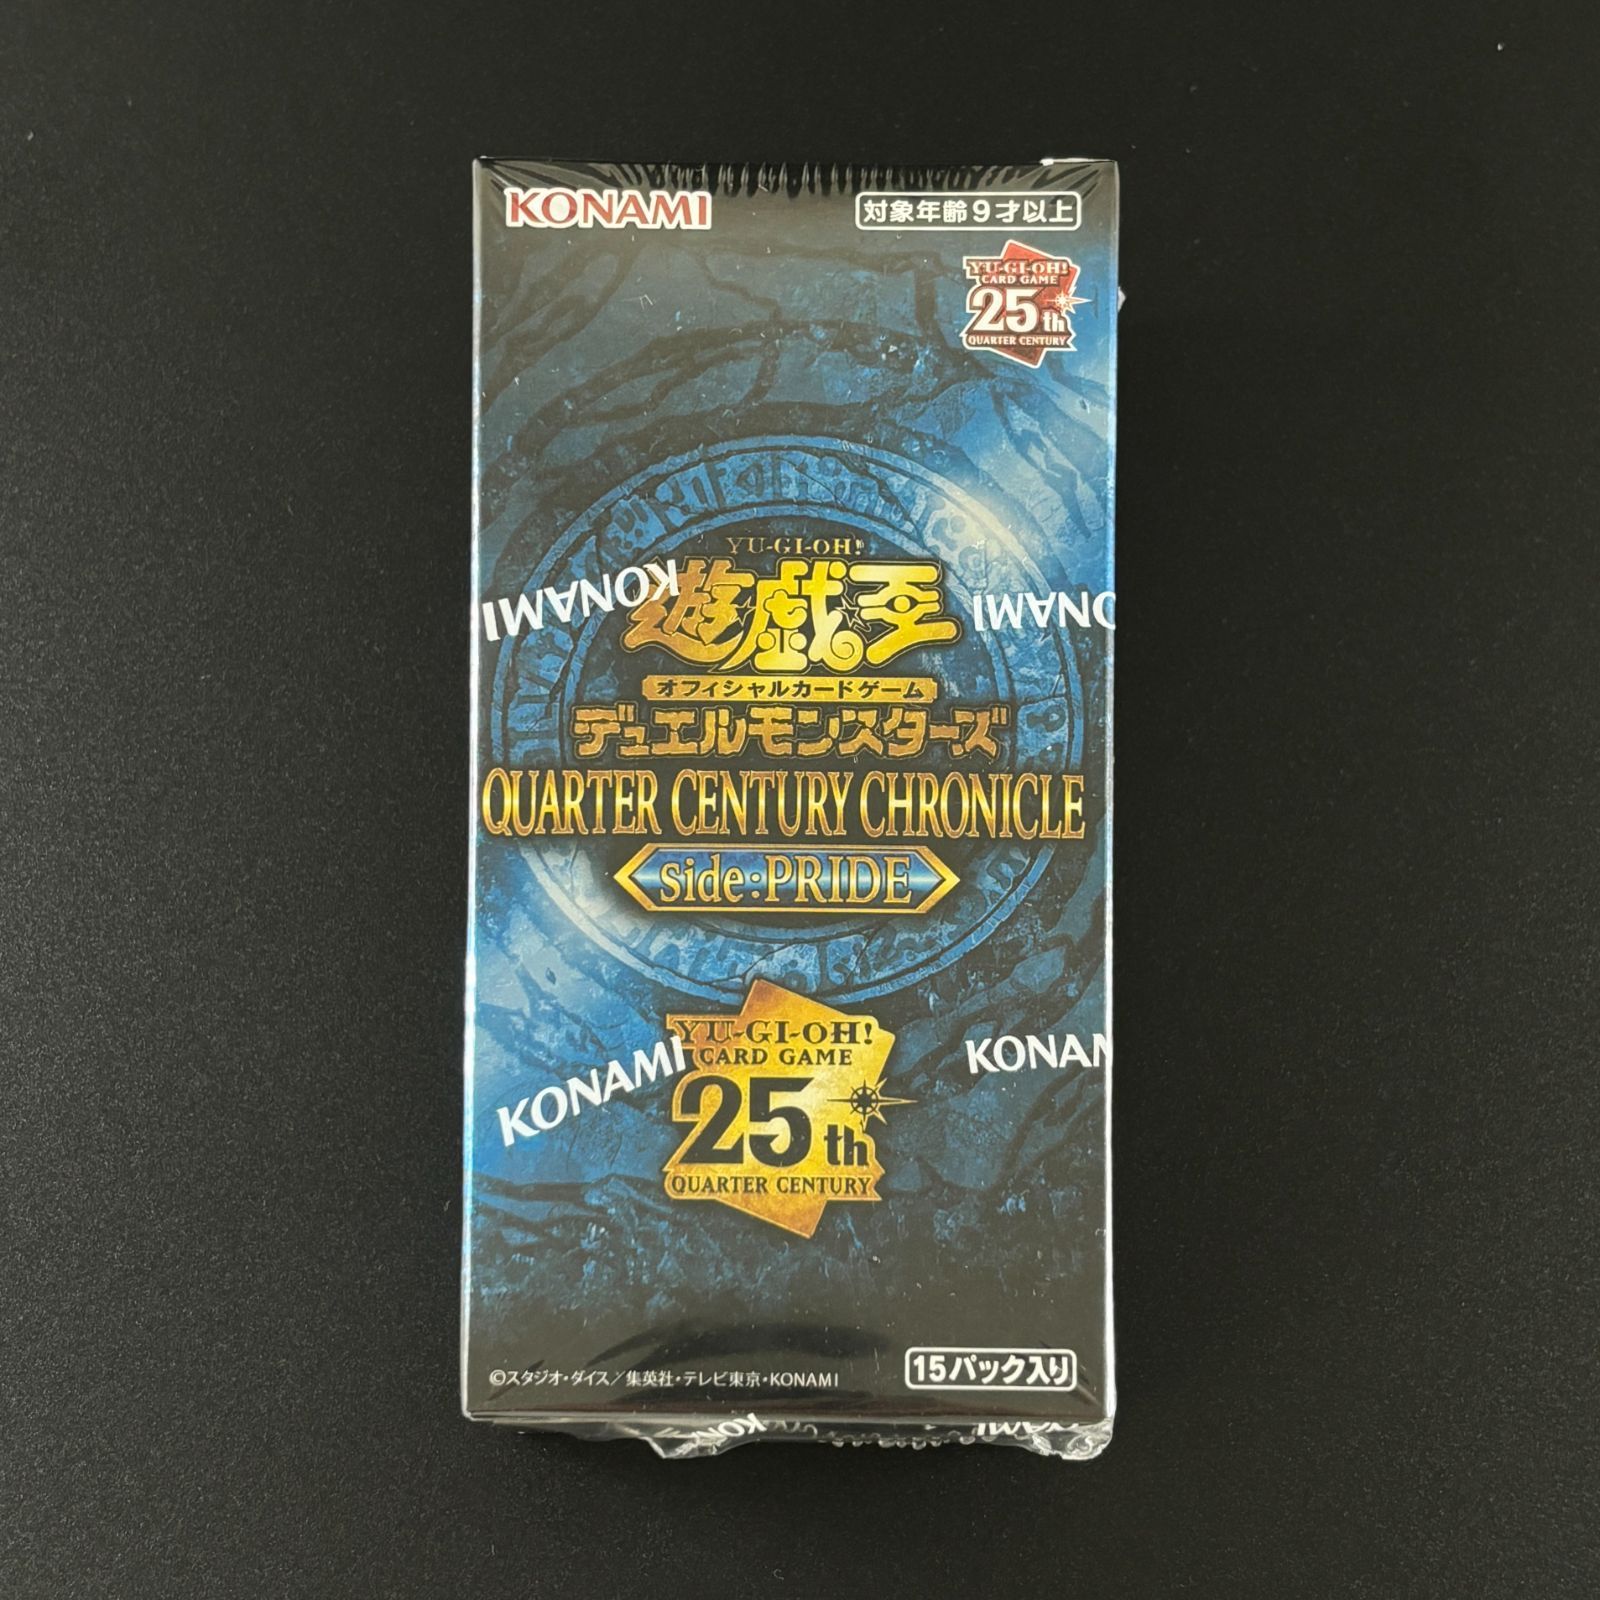 KONAMI
対象年齢9才以上
YU-GI-OH!
CARD GAME
25th
QUARTER CENTURY
YU-GI-OH!
KONAMI
遊戯王
KONAMI
オフィシャルカードゲーム
デュエルモンスターズ
QUARTER CENTURY CHRONICLE
side:PRIDE
YU-GI-OH!
CARD GAME
25th
QUARTER CENTURY
KONAMI
KONAM
©スタジオ・ダイス/集英社・テレビ東京・KONAMI
15パック入り